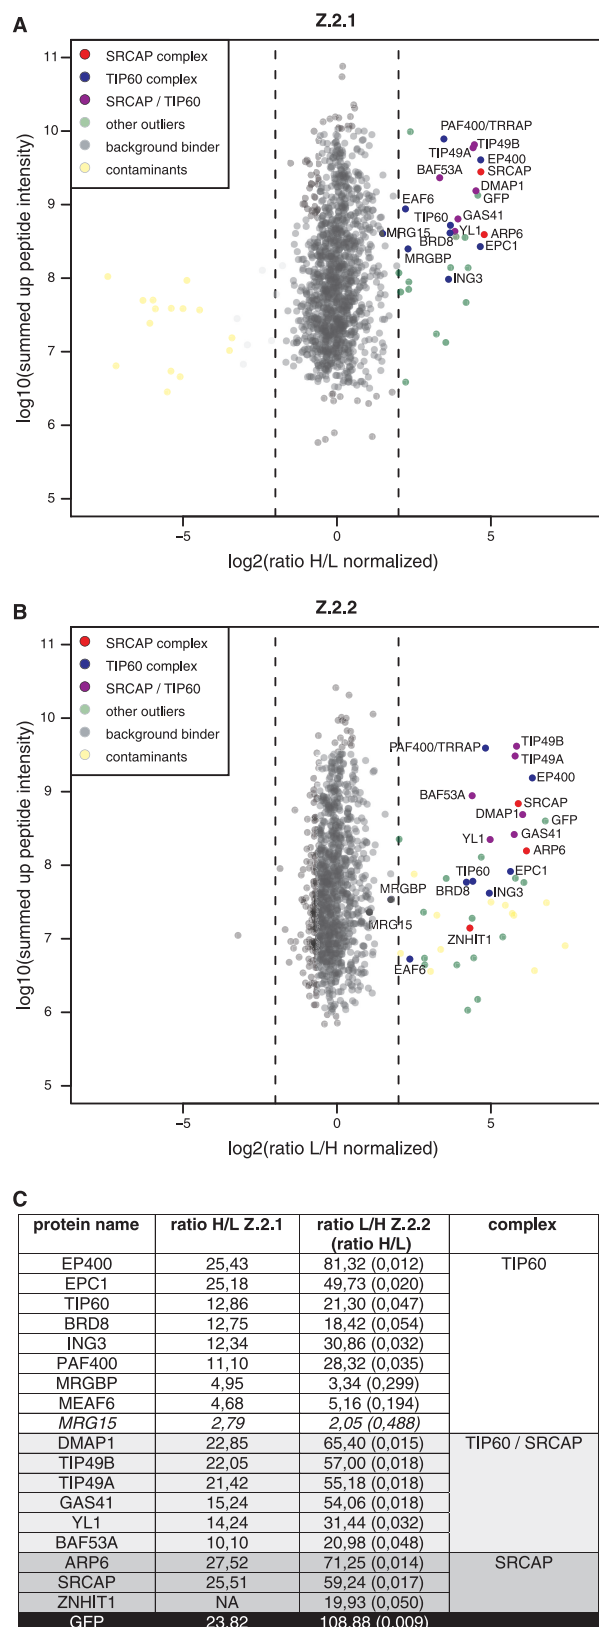 A
Z.2.1
SRCAP complex
TIP60 complex
SRCAP / TIP60
other outliers
background binder
contaminants
PAF400/TRRAP
TIP49B
TIP49A
EP400
BAF53A
SRCAP
DMAP1
EAF6
GFP
TIP60
GAS41
MRG15
YL1
ARP6
BRD8
EPC1
MRGBP
ING3
11
10
9
8
7
6
5
log10(summed up peptide intensity)
−5
0
5
log2(ratio H/L normalized)
B
Z.2.2
SRCAP complex
TIP60 complex
SRCAP / TIP60
other outliers
background binder
contaminants
PAF400/TRRAP
TIP49B
TIP49A
EP400
BAF53A
SRCAP
DMAP1
GFP
YL1
GAS41
ARP6
TIP60
EPC1
MRGBP
BRD8
ING3
MRG15
ZNHIT1
EAF6
11
10
9
8
7
6
5
log10(summed up peptide intensity)
−5
0
5
log2(ratio L/H normalized)
C
protein name ratio H/L Z.2.1 ratio L/H Z.2.2 (ratio H/L) complex
EP400 25,43 81,32 (0,012) TIP60
EPC1 25,18 49,73 (0,020)
TIP60 12,86 21,30 (0,047)
BRD8 12,75 18,42 (0,054)
ING3 12,34 30,86 (0,032)
PAF400 11,10 28,32 (0,035)
MRGBP 4,95 3,34 (0,299)
MEAF6 4,68 5,16 (0,194)
MRG15 2,79 2,05 (0,488)
DMAP1 22,85 65,40 (0,015) TIP60 / SRCAP
TIP49B 22,05 57,00 (0,018)
TIP49A 21,42 55,18 (0,018)
GAS41 15,24 54,06 (0,018)
YL1 14,24 31,44 (0,032)
BAF53A 10,10 20,98 (0,048)
ARP6 27,52 71,25 (0,014) SRCAP
SRCAP 25,51 59,24 (0,017)
ZNHIT1 NA 19,93 (0,050)
GFP 23,82 108,88 (0,009)